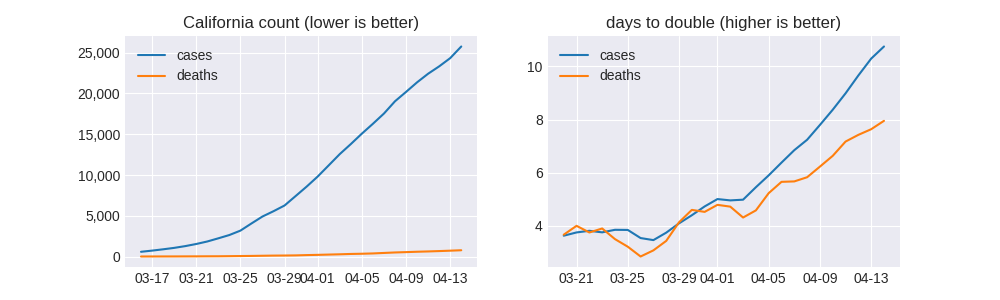 California count (lower is better)
cases
deaths
25,000
20,000
15,000
10,000
5,000
0
03-17 03-21 03-25 03-29 04-01 04-05 04-09 04-13
days to double (higher is better)
cases
deaths
10
8
6
4
03-21 03-25 03-29 04-01 04-05 04-09 04-13